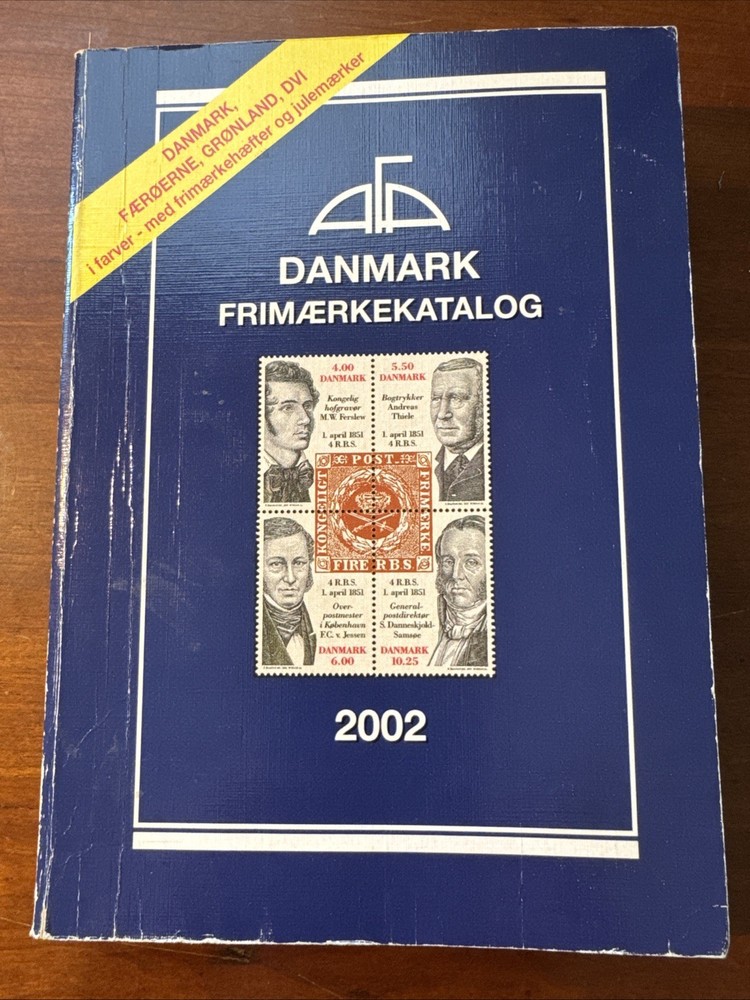 DANMARK,
FÆRØERNE, GRØNLAND, DVI
i farver - med frimærkehæfter og julemærker
AFA
DANMARK
FRIMÆRKEKATALOG
4.00
DANMARK
Kongelig
hofgravør
M.W. Ferslew
1. april 1851
4 R.B.S.
5.50
DANMARK
Bogtrykker
Andreas
Thiele
1. april 1851
4 R.B.S.
KONGELIGT
POST
FRIMÆRKE
FIRE R.B.S.
4 R.B.S.
1. april 1851
Over-
postmester
i København
F.C. v. Jessen
DANMARK
6.00
4 R.B.S.
1. april 1851
General-
postdirektør
S. Danneskjold-
Samsøe
DANMARK
10.25
2002